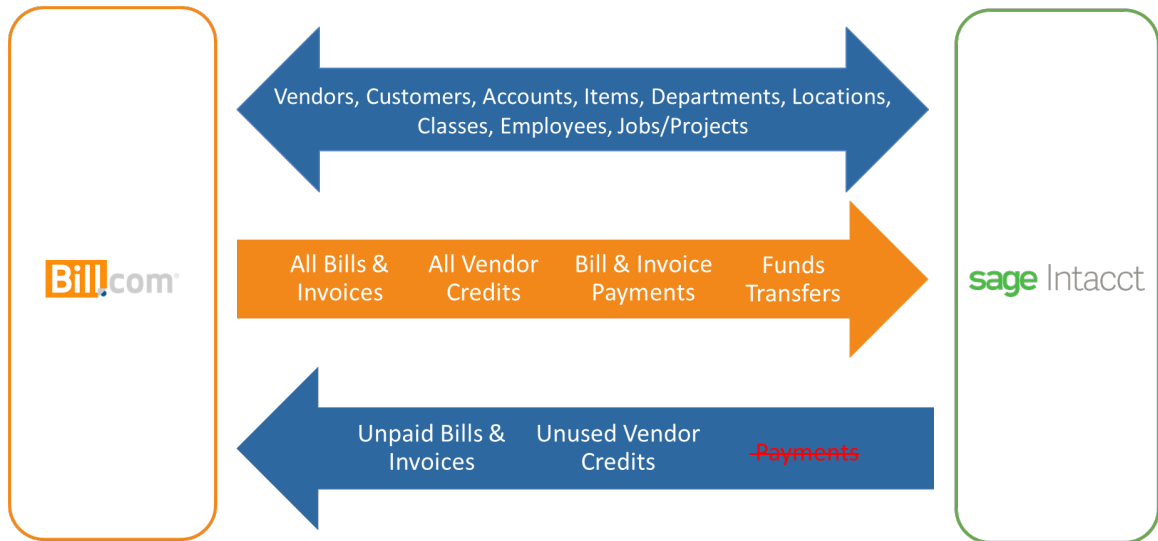 Vendors, Customers, Accounts, Items, Departments, Locations,
Classes, Employees, Jobs/Projects
Bill.com®
All Bills &
Invoices
All Vendor
Credits
Bill & Invoice
Payments
Funds
Transfers
sage Intacct
Unpaid Bills &
Invoices
Unused Vendor
Credits
Payments